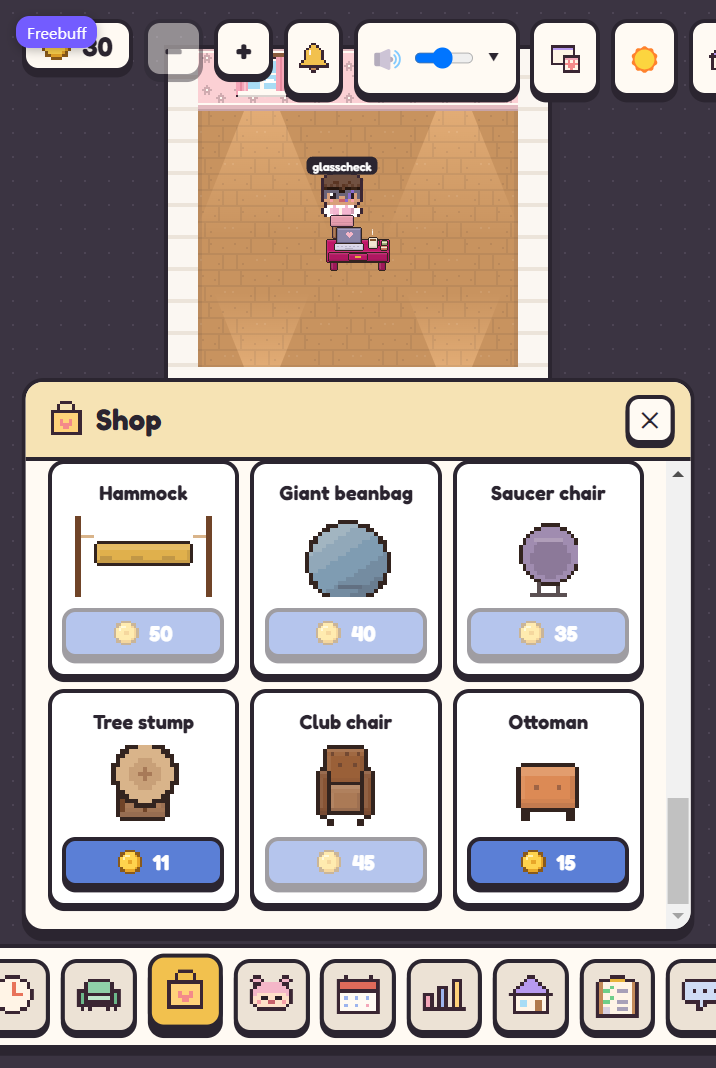 Freebuff
30
glasscheck
Shop
Hammock
Giant beanbag
Saucer chair
50
40
35
Tree stump
Club chair
Ottoman
11
45
15